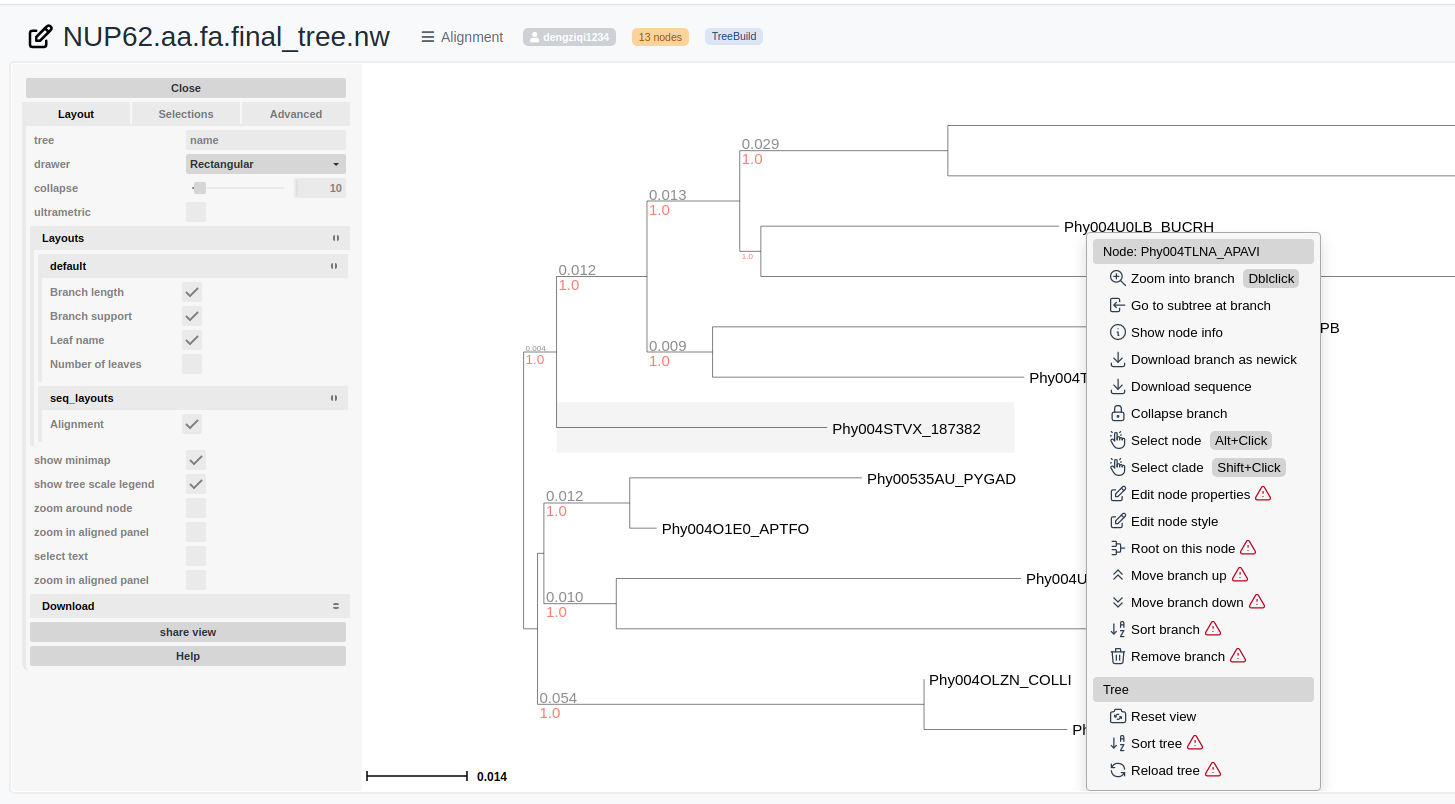 NUP62.aa.fa.final_tree.nw Alignment dengziqi1234 13 nodes TreeBuild
Close
Layout Selections Advanced
tree name
drawer Rectangular
collapse 10
ultrametric
Layouts
default
Branch length
Branch support
Leaf name
Number of leaves
seq_layouts
Alignment
show minimap
show tree scale legend
zoom around node
zoom in aligned panel
select text
zoom in aligned panel
Download
share view
Help
0.029
1.0
0.013
1.0
Phy004U0LB_BUCRH
1.0
0.012
1.0
PB
0.009
1.0
0.004
1.0
Phy004T
Phy004STVX_187382
Phy00535AU_PYGAD
0.012
1.0
Phy004O1E0_APTFO
Phy004U
0.010
1.0
Phy004OLZN_COLLI
0.054
1.0
Ph
0.014
Node: Phy004TLNA_APAVI
Zoom into branch Dblclick
Go to subtree at branch
Show node info
Download branch as newick
Download sequence
Collapse branch
Select node Alt+Click
Select clade Shift+Click
Edit node properties
Edit node style
Root on this node
Move branch up
Move branch down
Sort branch
Remove branch
Tree
Reset view
Sort tree
Reload tree